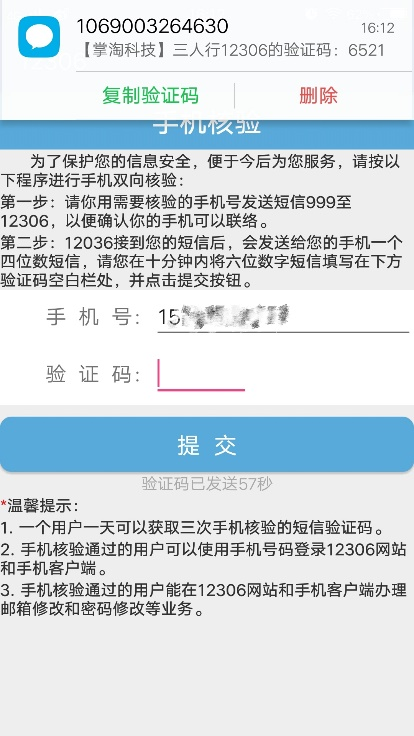 1069003264630
16:12
【掌淘科技】三人行12306的验证码：6521
复制验证码
删除
手机核验
为了保护您的信息安全，便于今后为您服务，请按以
下程序进行手机双向核验：
第一步：请你用需要核验的手机号发送短信999至
12306，以便确认你的手机可以联络。
第二步：12036接到您的短信后，会发送给您的手机一个
四位数短信，请您在十分钟内将六位数字短信填写在下方
验证码空白栏处，并点击提交按钮。
手 机 号： 15
验 证 码：
提 交
验证码已发送57秒
*温馨提示：
1. 一个用户一天可以获取三次手机核验的短信验证码。
2. 手机核验通过的用户可以使用手机号码登录12306网站
和手机客户端。
3. 手机核验通过的用户能在12306网站和手机客户端办理
邮箱修改和密码修改等业务。